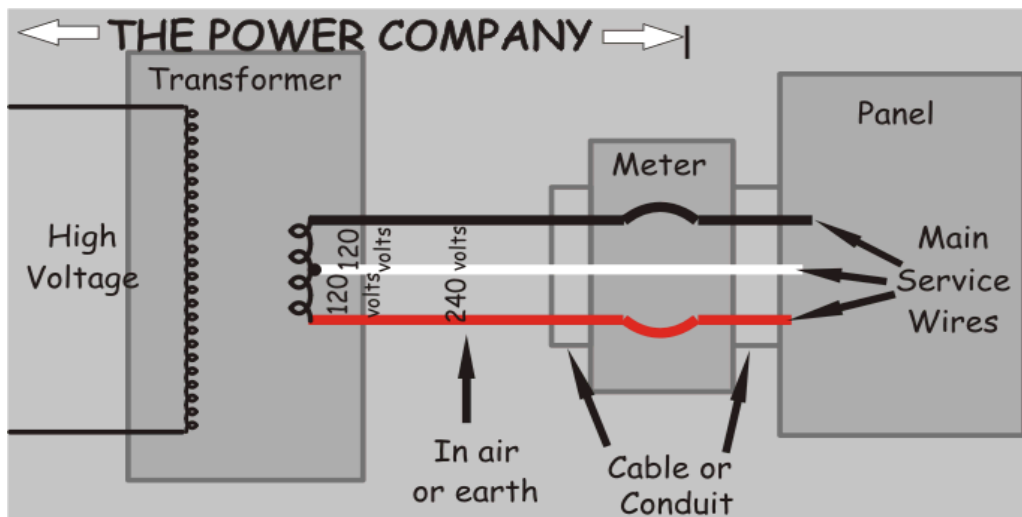 THE POWER COMPANY
Transformer
Panel
Meter
High
Voltage
120
volts
120
volts
240
volts
Main
Service
Wires
In air
or earth
Cable or
Conduit